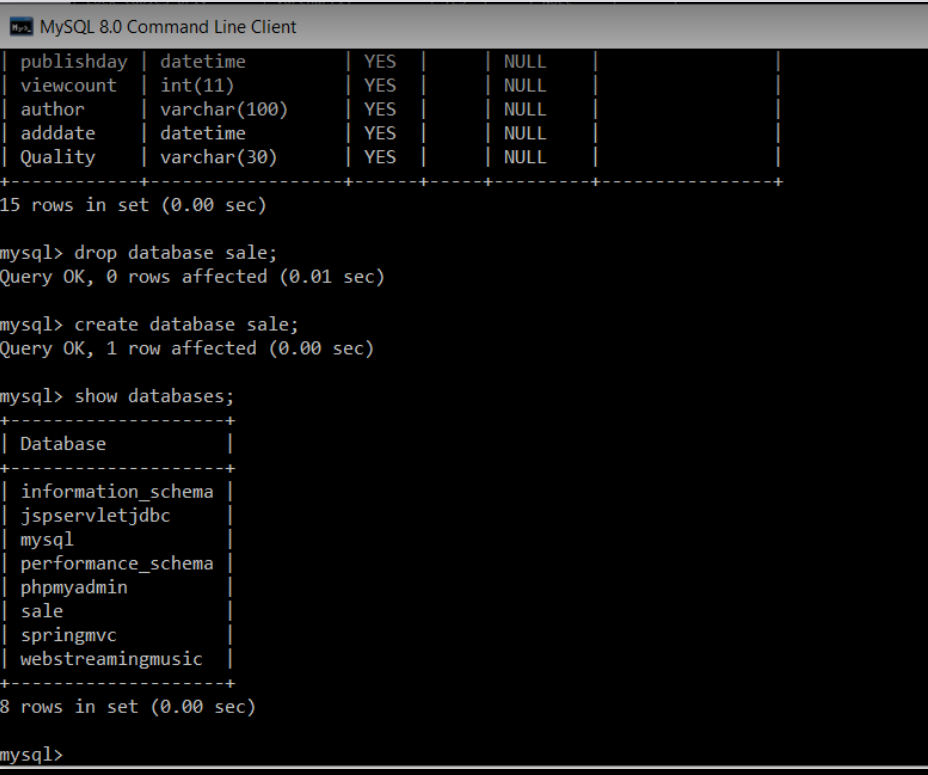 MySQL 8.0 Command Line Client
| publishday | datetime         | YES  |     | NULL    |                |
| viewcount  | int(11)          | YES  |     | NULL    |                |
| author     | varchar(100)     | YES  |     | NULL    |                |
| adddate    | datetime         | YES  |     | NULL    |                |
| Quality    | varchar(30)      | YES  |     | NULL    |                |
+------------+------------------+------+-----+---------+----------------+
15 rows in set (0.00 sec)
mysql> drop database sale;
Query OK, 0 rows affected (0.01 sec)
mysql> create database sale;
Query OK, 1 row affected (0.00 sec)
mysql> show databases;
+--------------------+
| Database           |
+--------------------+
| information_schema |
| jspservletjdbc     |
| mysql              |
| performance_schema |
| phpmyadmin         |
| sale               |
| springmvc          |
| webstreamingmusic  |
+--------------------+
8 rows in set (0.00 sec)
mysql>